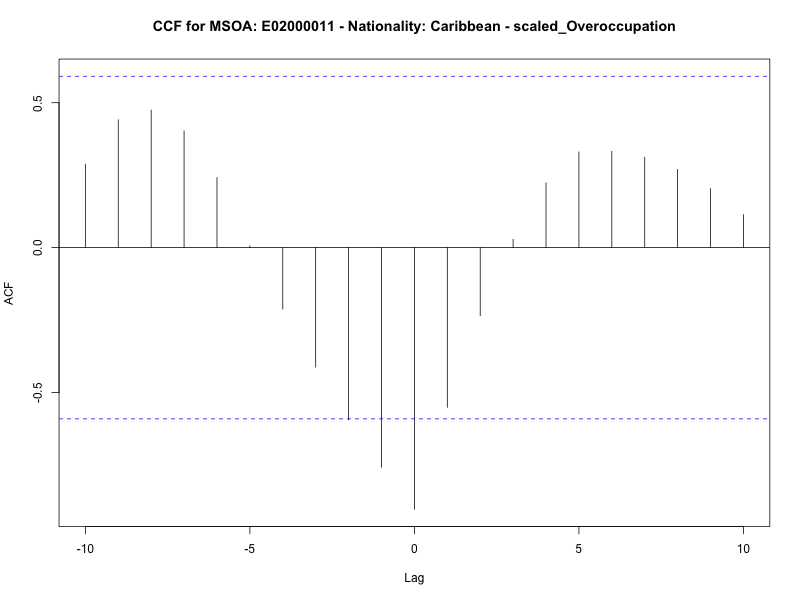 CCF for MSOA: E02000011 - Nationality: Caribbean - scaled_Overoccupation
0.5
0.0
-0.5
ACF
-10
-5
0
5
10
Lag